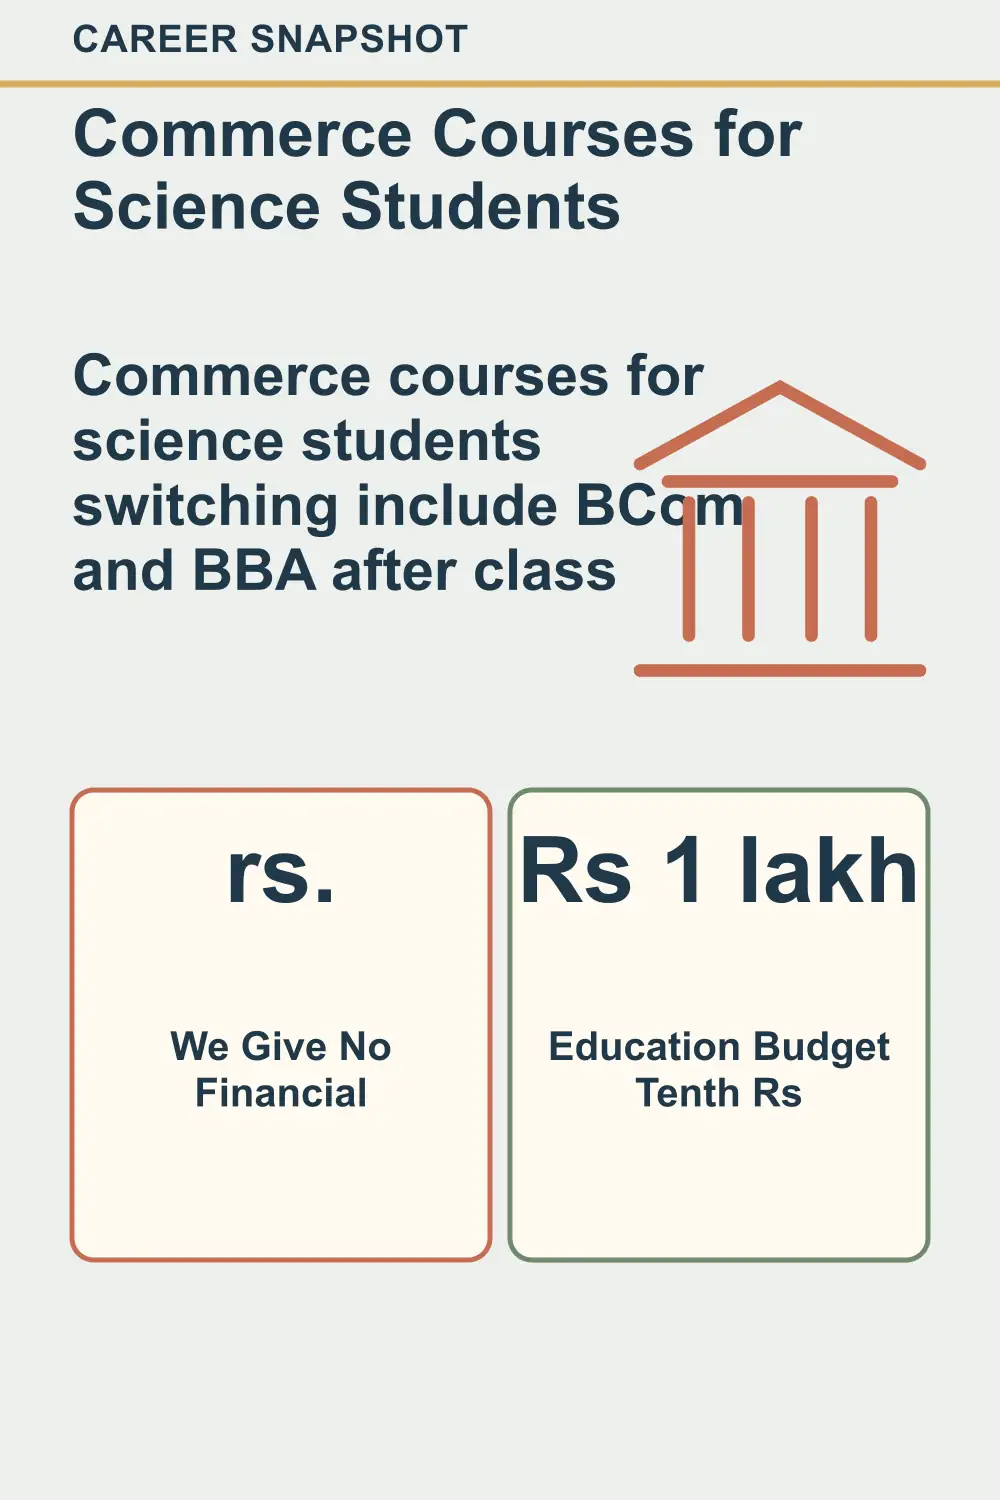 CAREER SNAPSHOT
Commerce Courses for
Science Students
Commerce courses for
science students
switching include BCom
and BBA after class
rs.
We Give No
Financial
Rs 1 lakh
Education Budget
Tenth Rs